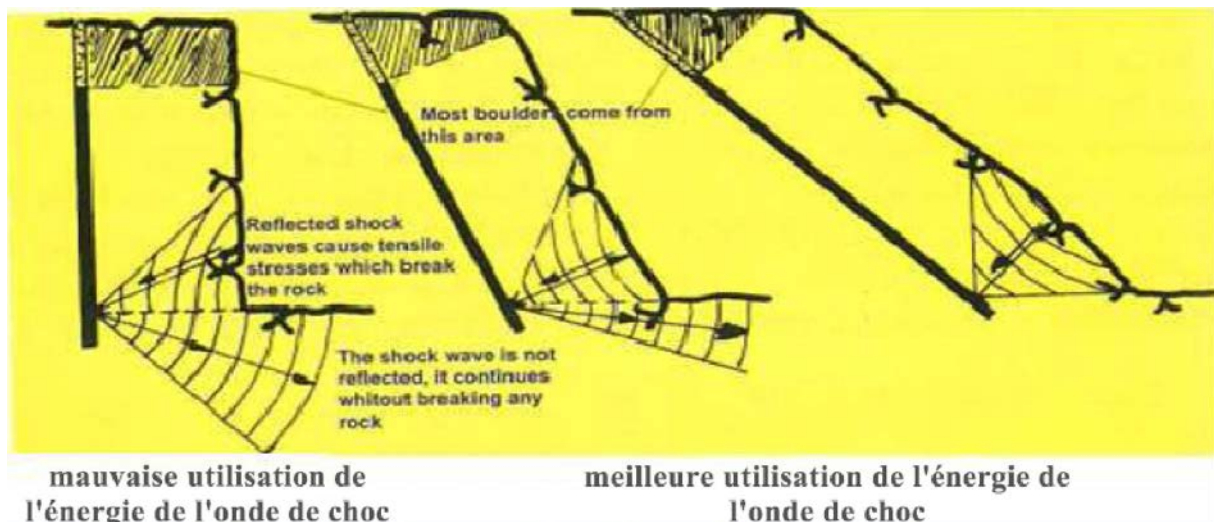 Most boulders come from
this area
Reflected shock
waves cause tensile
stresses which break
the rock
The shock wave is not
reflected, it continues
whitout breaking any
rock
mauvaise utilisation de
l'énergie de l'onde de choc
meilleure utilisation de l'énergie de
l'onde de choc